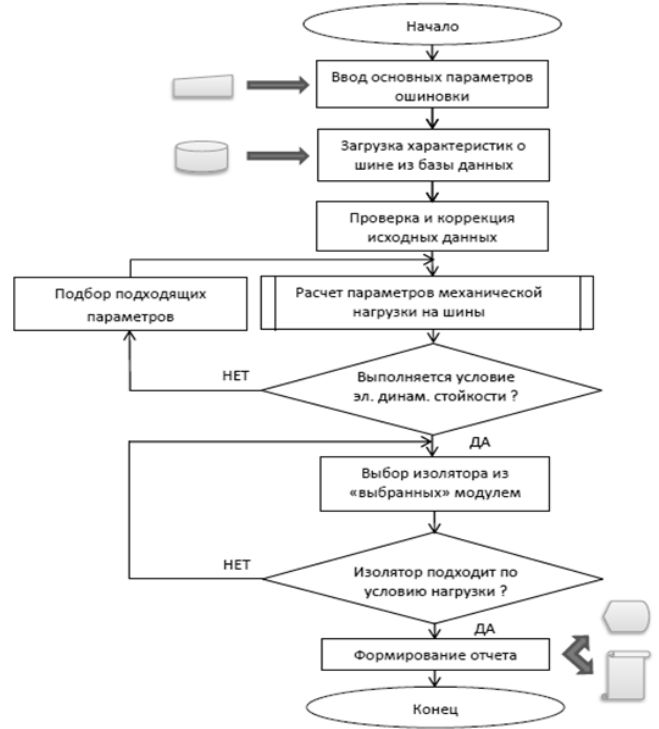 Начало
Ввод основных параметров
ошиновки
Загрузка характеристик о
шине из базы данных
Проверка и коррекция
исходных данных
Подбор подходящих
параметров
Расчет параметров механической
нагрузки на шины
НЕТ
Выполняется условие
эл. динам. стойкости ?
ДА
Выбор изолятора из
«выбранных» модулем
НЕТ
Изолятор подходит по
условию нагрузки ?
ДА
Формирование отчета
Конец